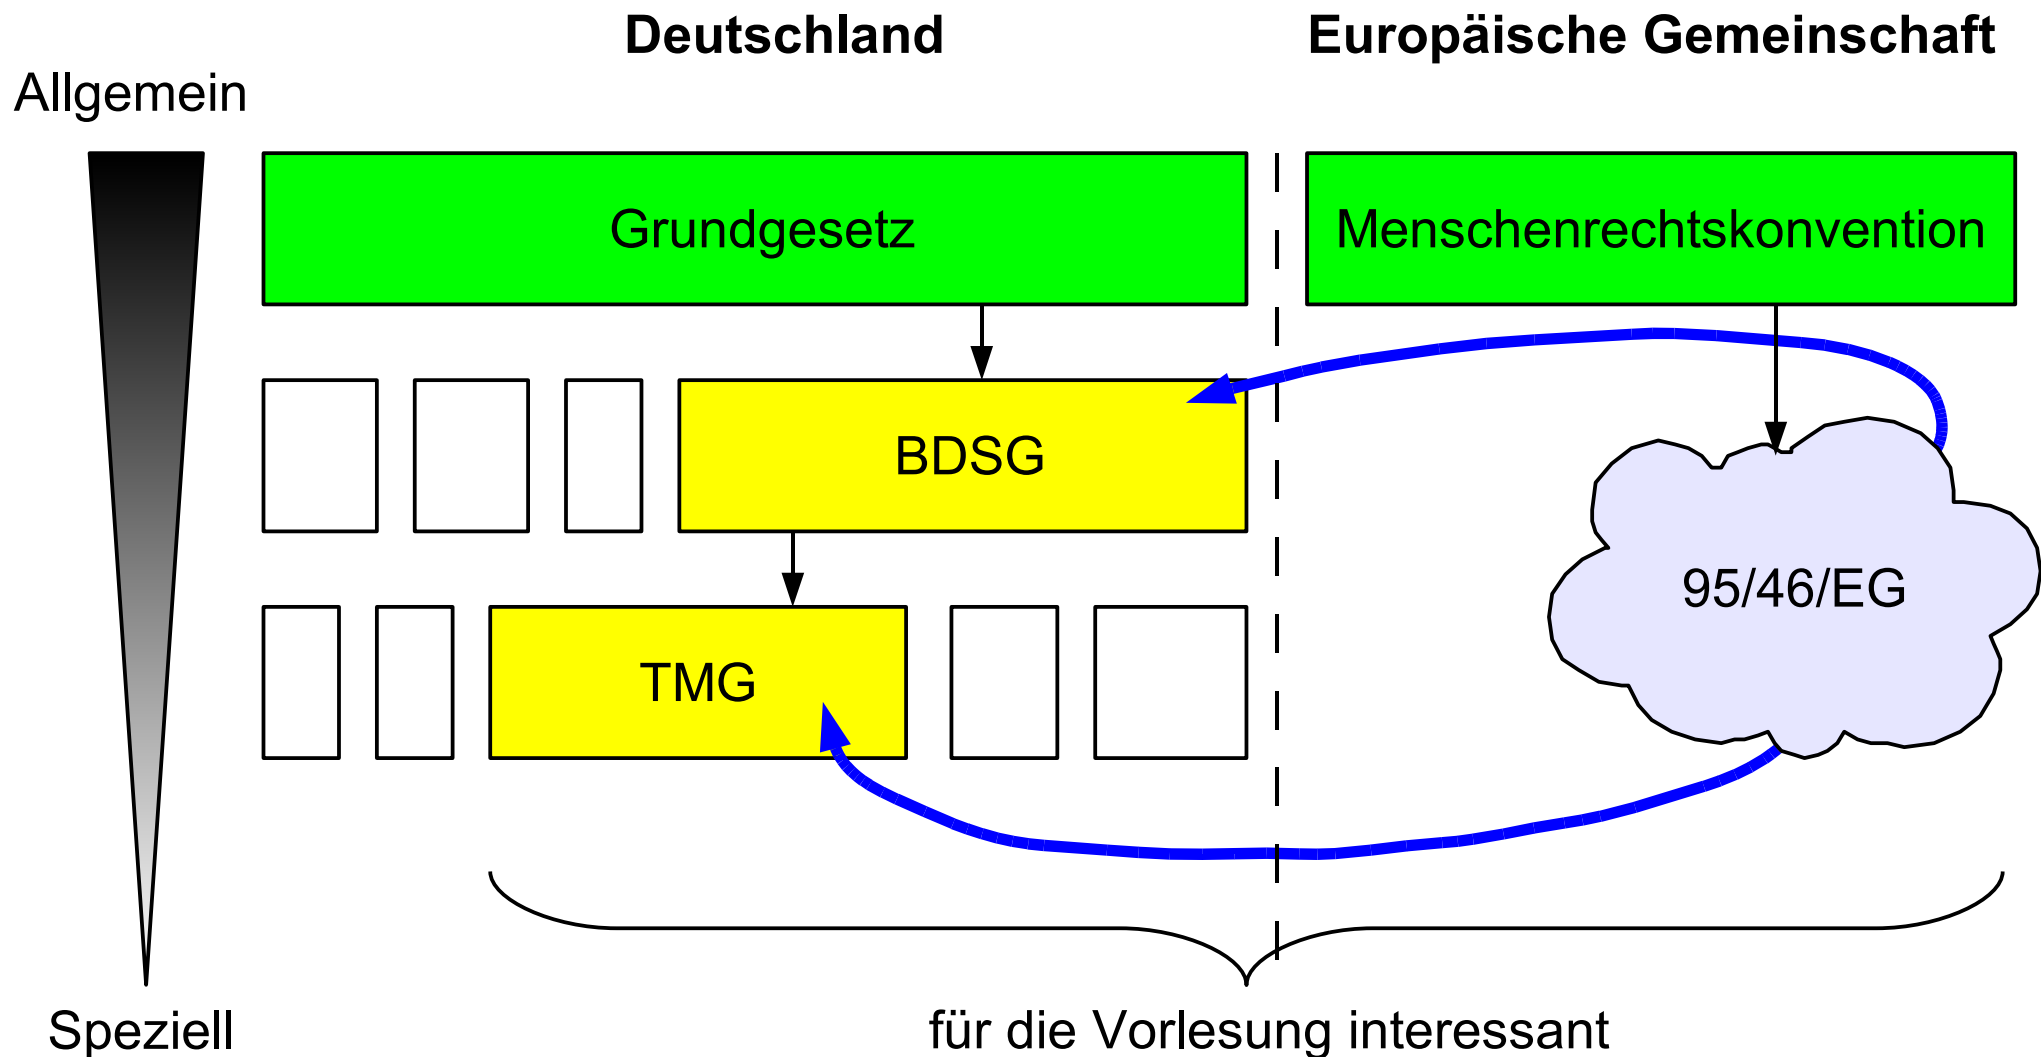 Deutschland
Europäische Gemeinschaft
Allgemein
Grundgesetz
Menschenrechtskonvention
BDSG
95/46/EG
TMG
Speziell
für die Vorlesung interessant